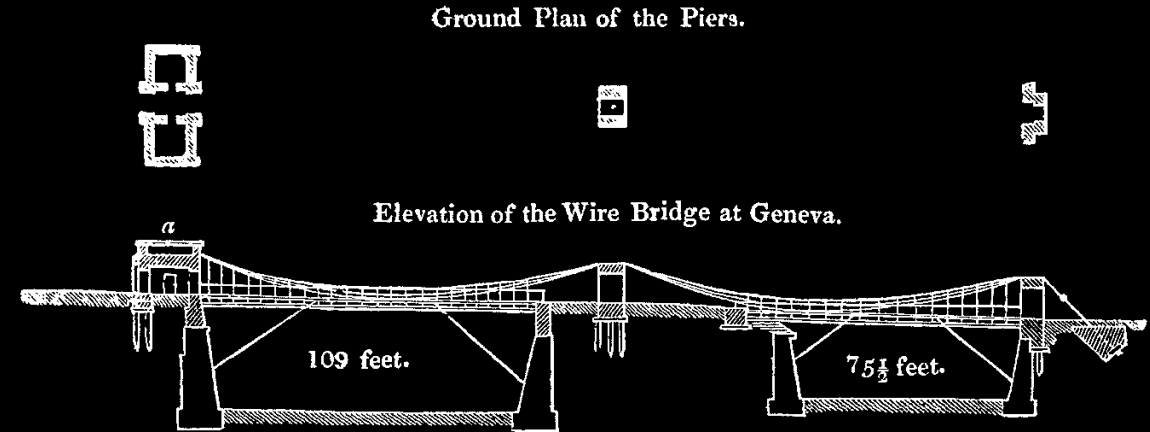 Ground Plan of the Piers.
Elevation of the Wire Bridge at Geneva.
a
109 feet.
75½ feet.